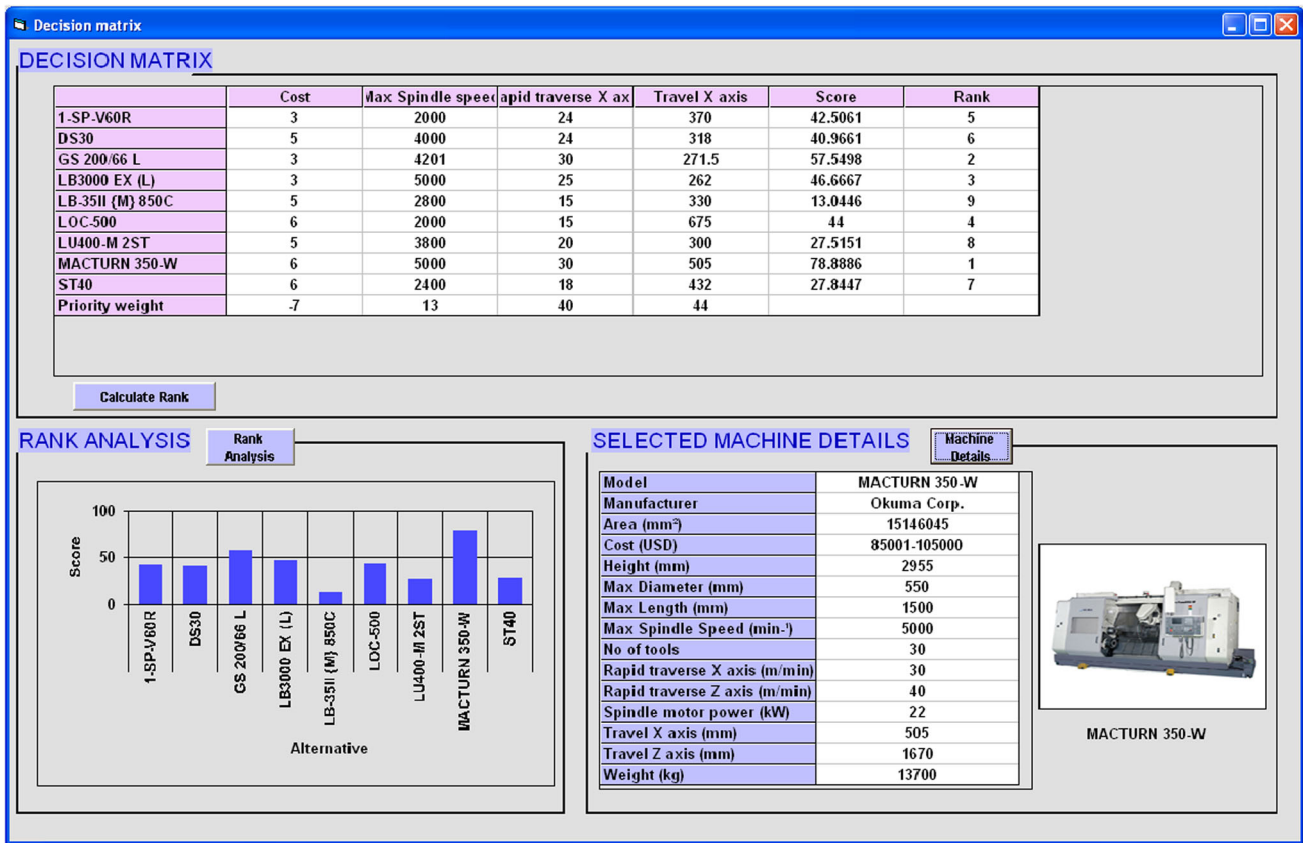 Decision matrix
DECISION MATRIX
Cost Max Spindle speed apid traverse X ax Travel X axis Score Rank
1-SP-V60R 3 2000 24 370 42.5061 5
DS30 5 4000 24 318 40.9661 6
GS 200/66 L 3 4201 30 271.5 57.5498 2
LB3000 EX (L) 3 5000 25 262 46.6667 3
LB-35II {M} 850C 5 2800 15 330 13.0446 9
LOC-500 6 2000 15 675 44 4
LU400-M 2ST 5 3800 20 300 27.5151 8
MACTURN 350-W 6 5000 30 505 78.8886 1
ST40 6 2400 18 432 27.8447 7
Priority weight -7 13 40 44
Calculate Rank
RANK ANALYSIS
Rank
Analysis
100
50
0
Score
1-SP-V60R
DS30
GS 200/66 L
LB3000 EX (L)
LB-35II {M} 850C
LOC-500
LU400-M 2ST
MACTURN 350-W
ST40
Alternative
SELECTED MACHINE DETAILS
Machine
Details
Model MACTURN 350-W
Manufacturer Okuma Corp.
Area (mm²) 15146045
Cost (USD) 85001-105000
Height (mm) 2955
Max Diameter (mm) 550
Max Length (mm) 1500
Max Spindle Speed (min-¹) 5000
No of tools 30
Rapid traverse X axis (m/min) 30
Rapid traverse Z axis (m/min) 40
Spindle motor power (kW) 22
Travel X axis (mm) 505
Travel Z axis (mm) 1670
Weight (kg) 13700
MACTURN 350-W